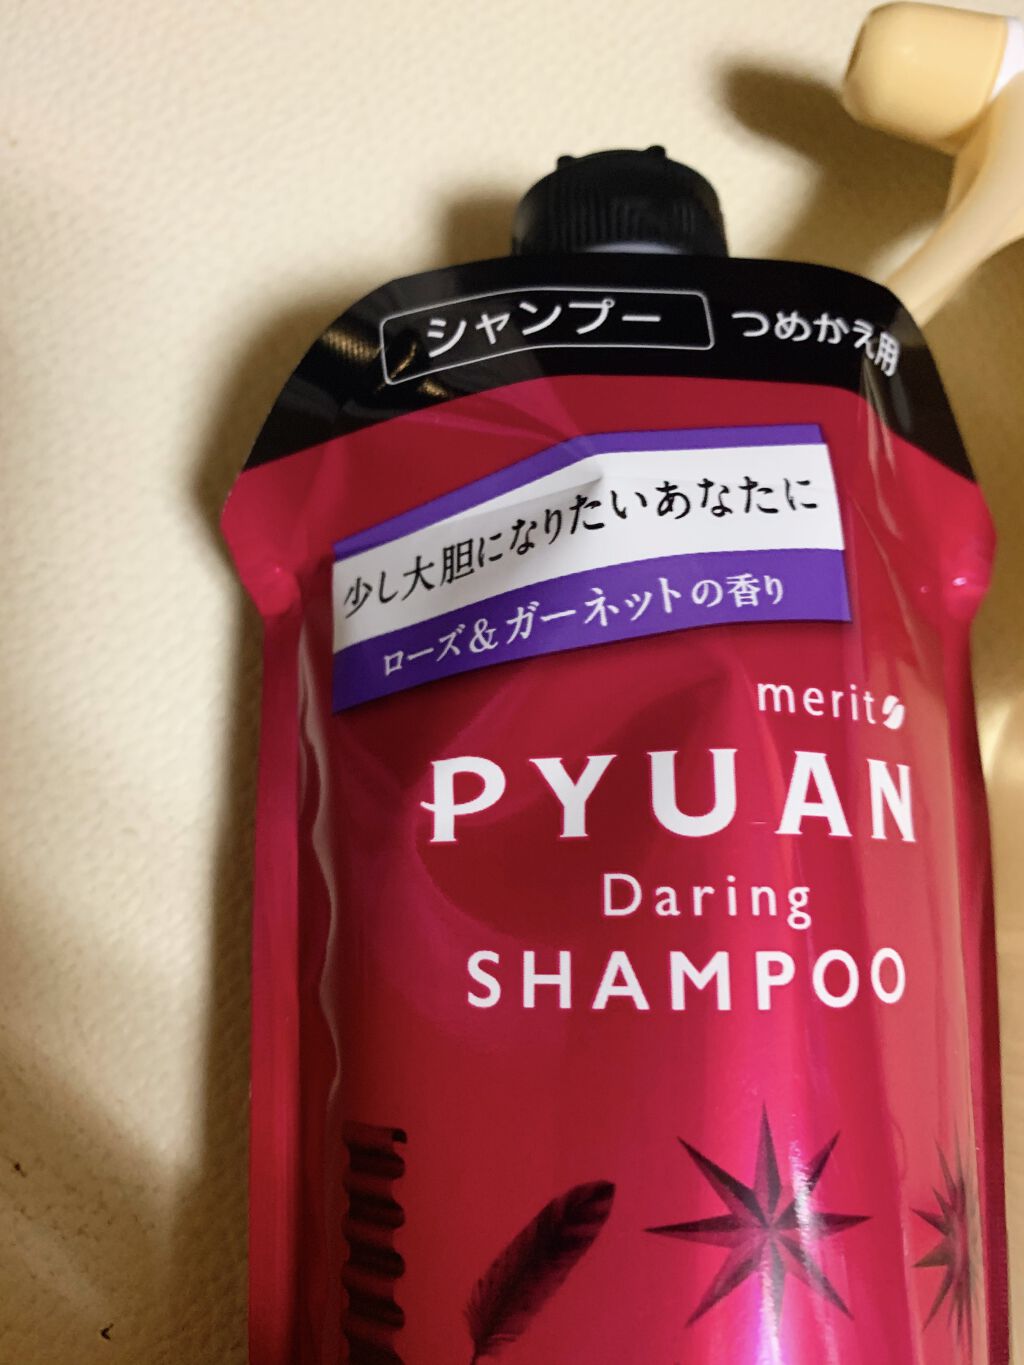 シャンプー つめかえ用
少し大胆になりたいあなたに
ローズ&ガーネットの香り
merit
PYUAN
Daring
SHAMPOO